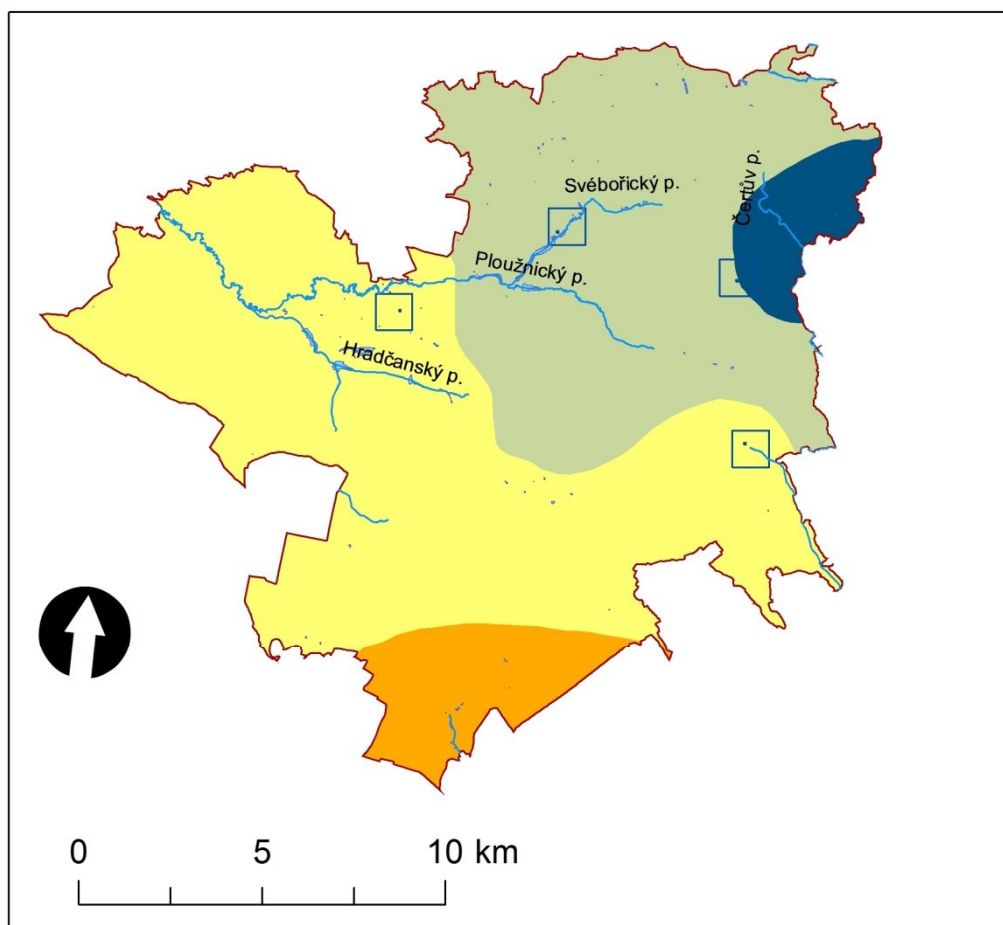 Čertův p.
Svébořický p.
Ploužnický p.
Hradčanský p.
0 5 10 km